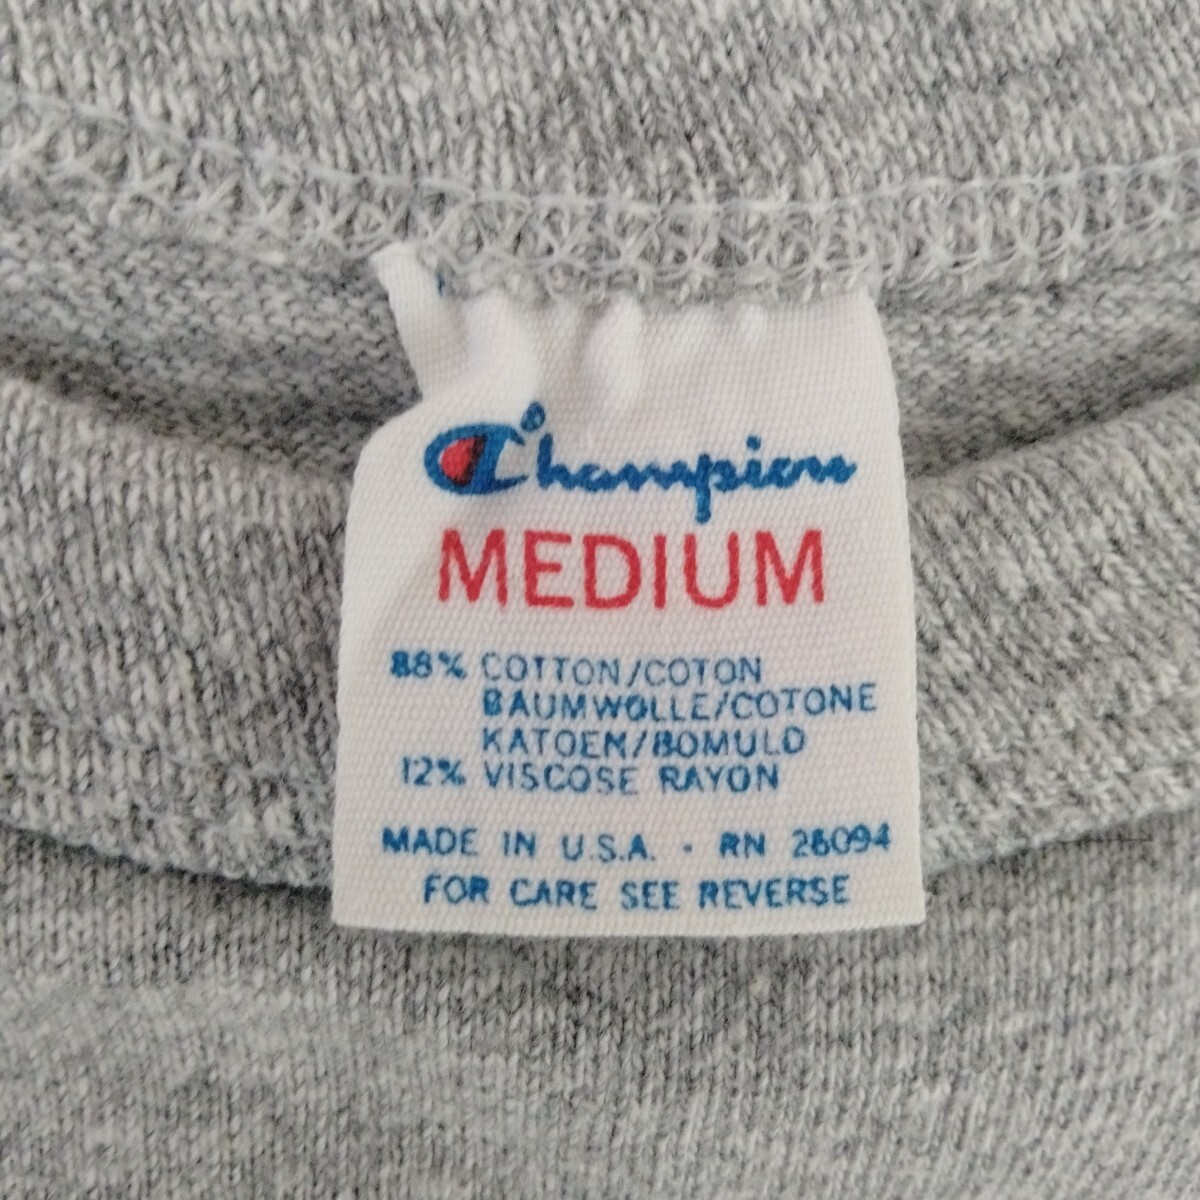 Champion®
MEDIUM
88% COTTON/COTON
BAUMWOLLE/COTONE
KATOEN/BOMULD
12% VISCOSE RAYON
MADE IN U.S.A. · RN 26094
FOR CARE SEE REVERSE